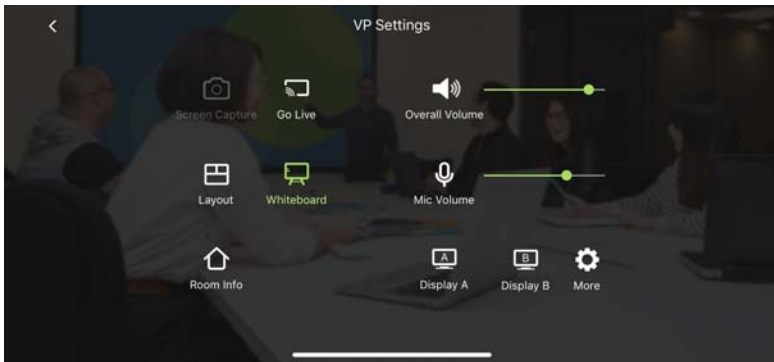 VP Settings
Screen Capture
Go Live
Overall Volume
Layout
Whiteboard
Mic Volume
Room Info
A
Display A
B
Display B
More